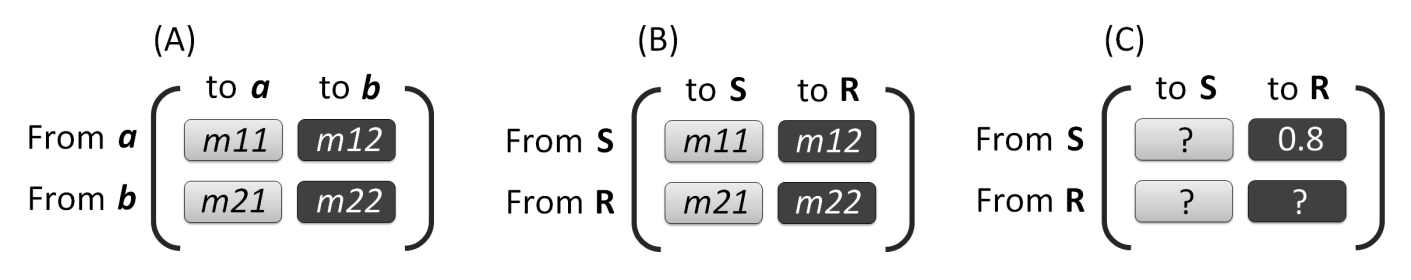 (A) (B) (C)
to a to b to S to R to S to R
From a m11 m12 From S m11 m12 From S ? 0.8
From b m21 m22 From R m21 m22 From R ? ?